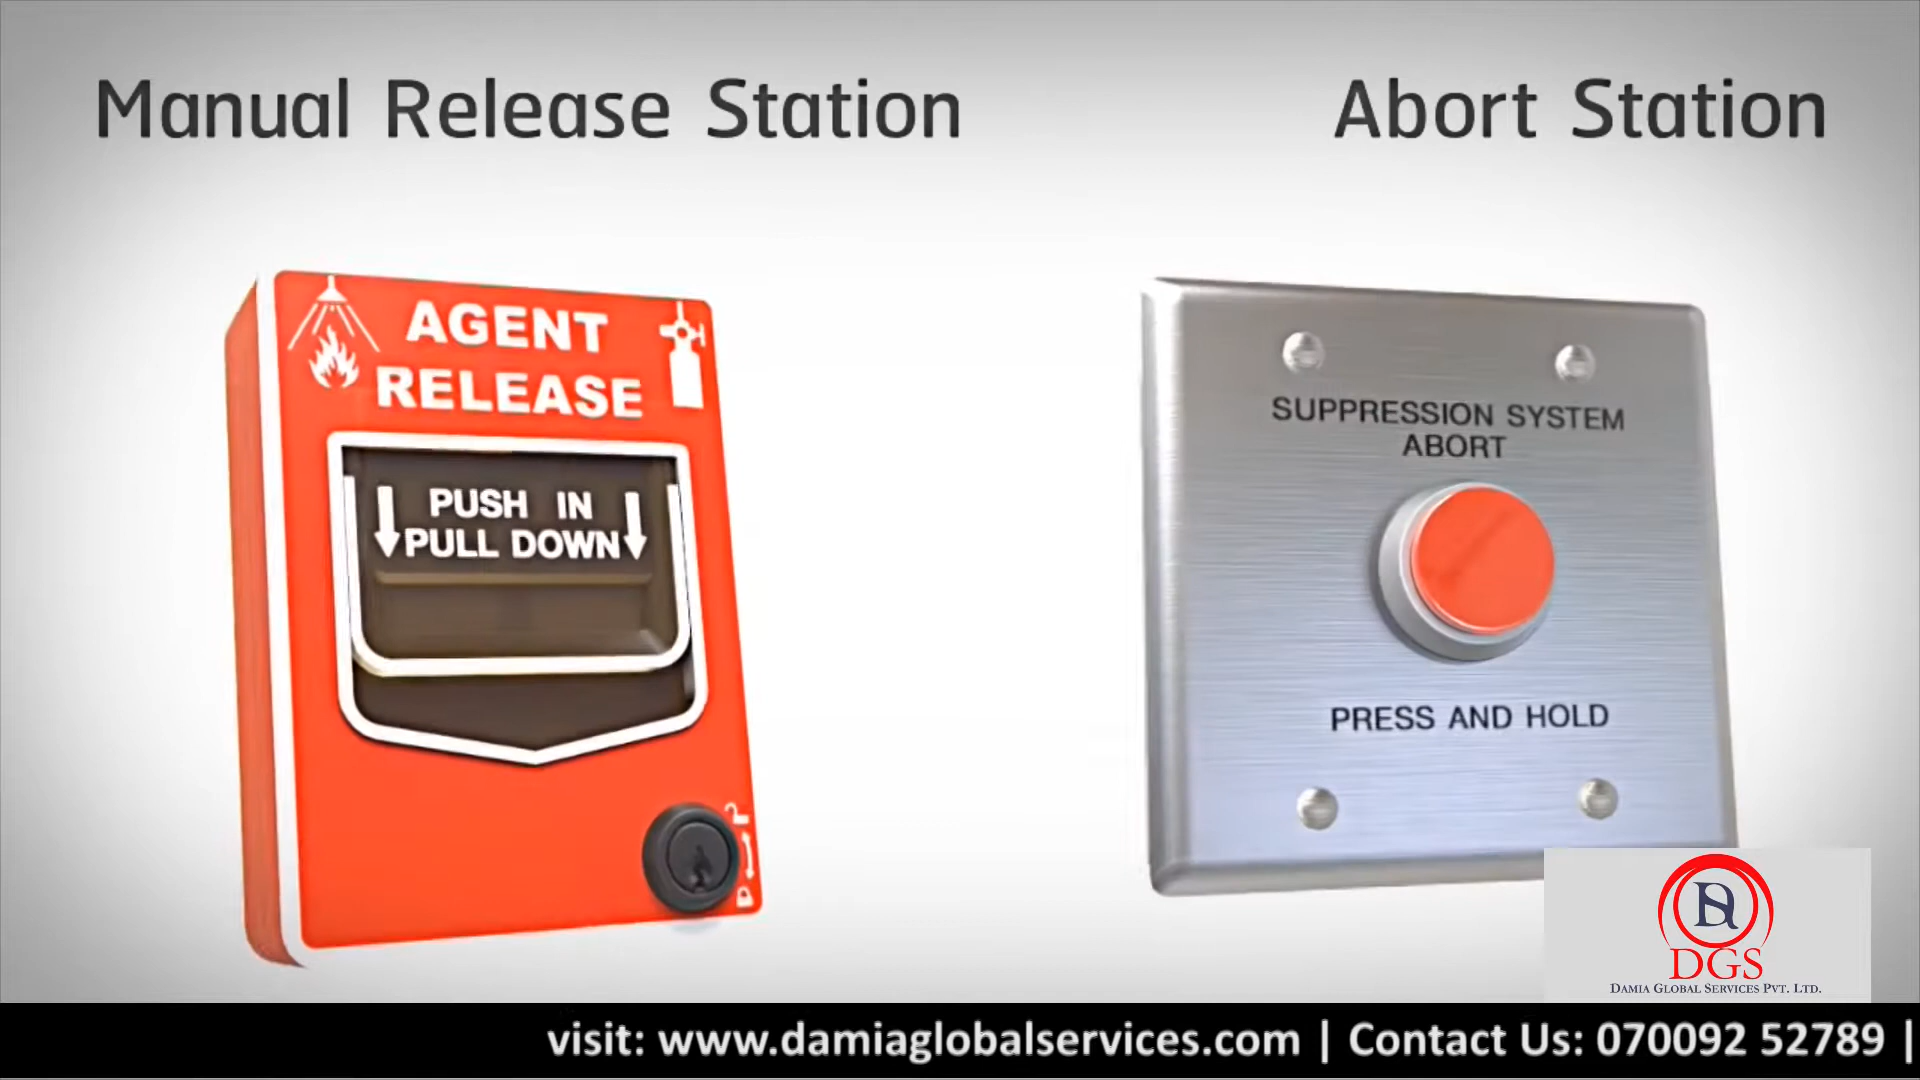 Manual Release Station
Abort Station
AGENT
RELEASE
PUSH IN
PULL DOWN
SUPPRESSION SYSTEM
ABORT
PRESS AND HOLD
DGS
DAMIA GLOBAL SERVICES PVT. LTD.
visit: www.damiaglobalservices.com | Contact Us: 070092 52789 |